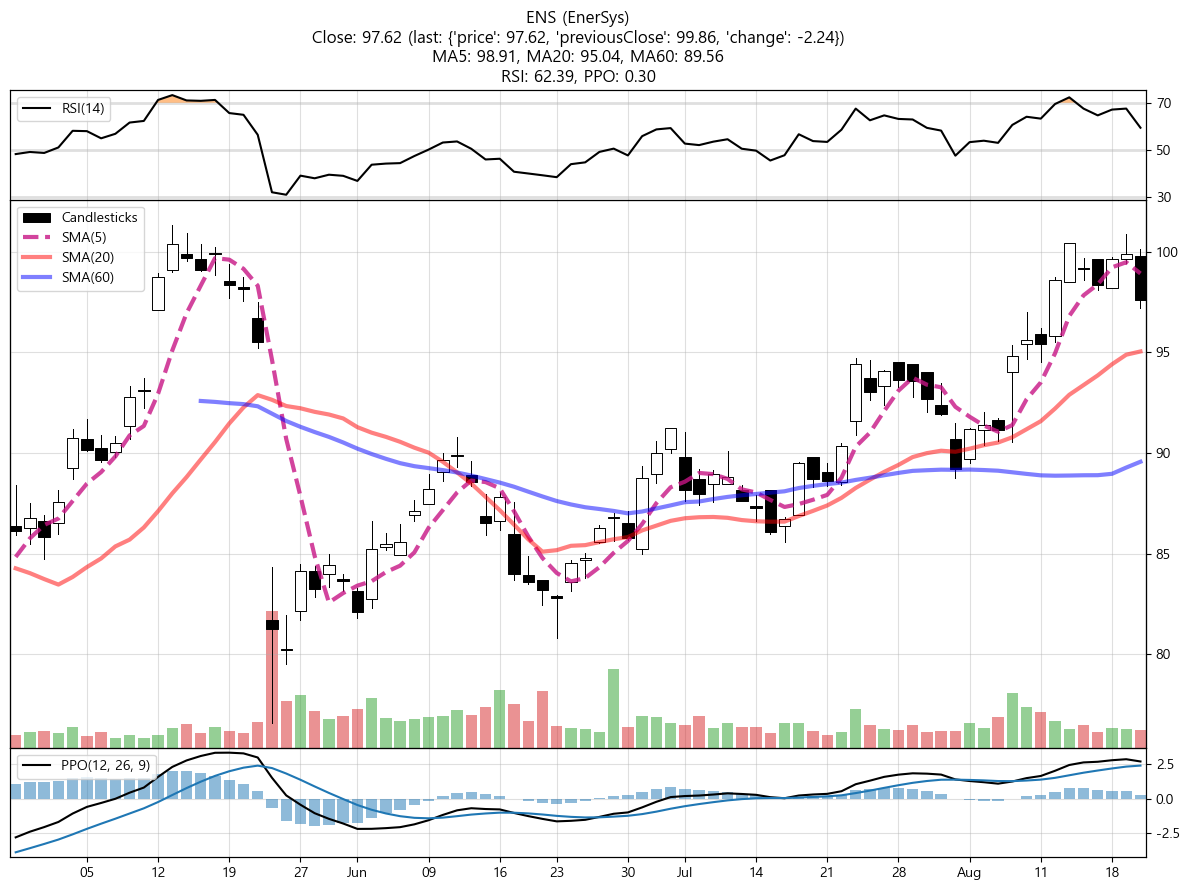 ENS (EnerSys)
Close: 97.62 (last: {'price': 97.62, 'previousClose': 99.86, 'change': -2.24})
MA5: 98.91, MA20: 95.04, MA60: 89.56
RSI: 62.39, PPO: 0.30
RSI(14)
70
50
30
Candlesticks
SMA(5)
SMA(20)
SMA(60)
100
95
90
85
80
PPO(12, 26, 9)
2.5
0.0
−2.5
05 12 19 27 Jun 09 16 23 30 Jul 14 21 28 Aug 11 18